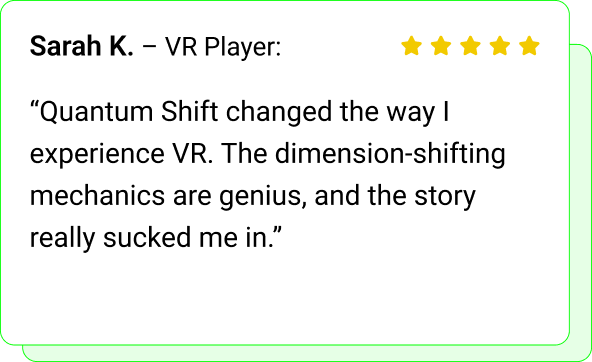 Sarah K. – VR Player:
“Quantum Shift changed the way I
experience VR. The dimension-shifting
mechanics are genius, and the story
really sucked me in.”